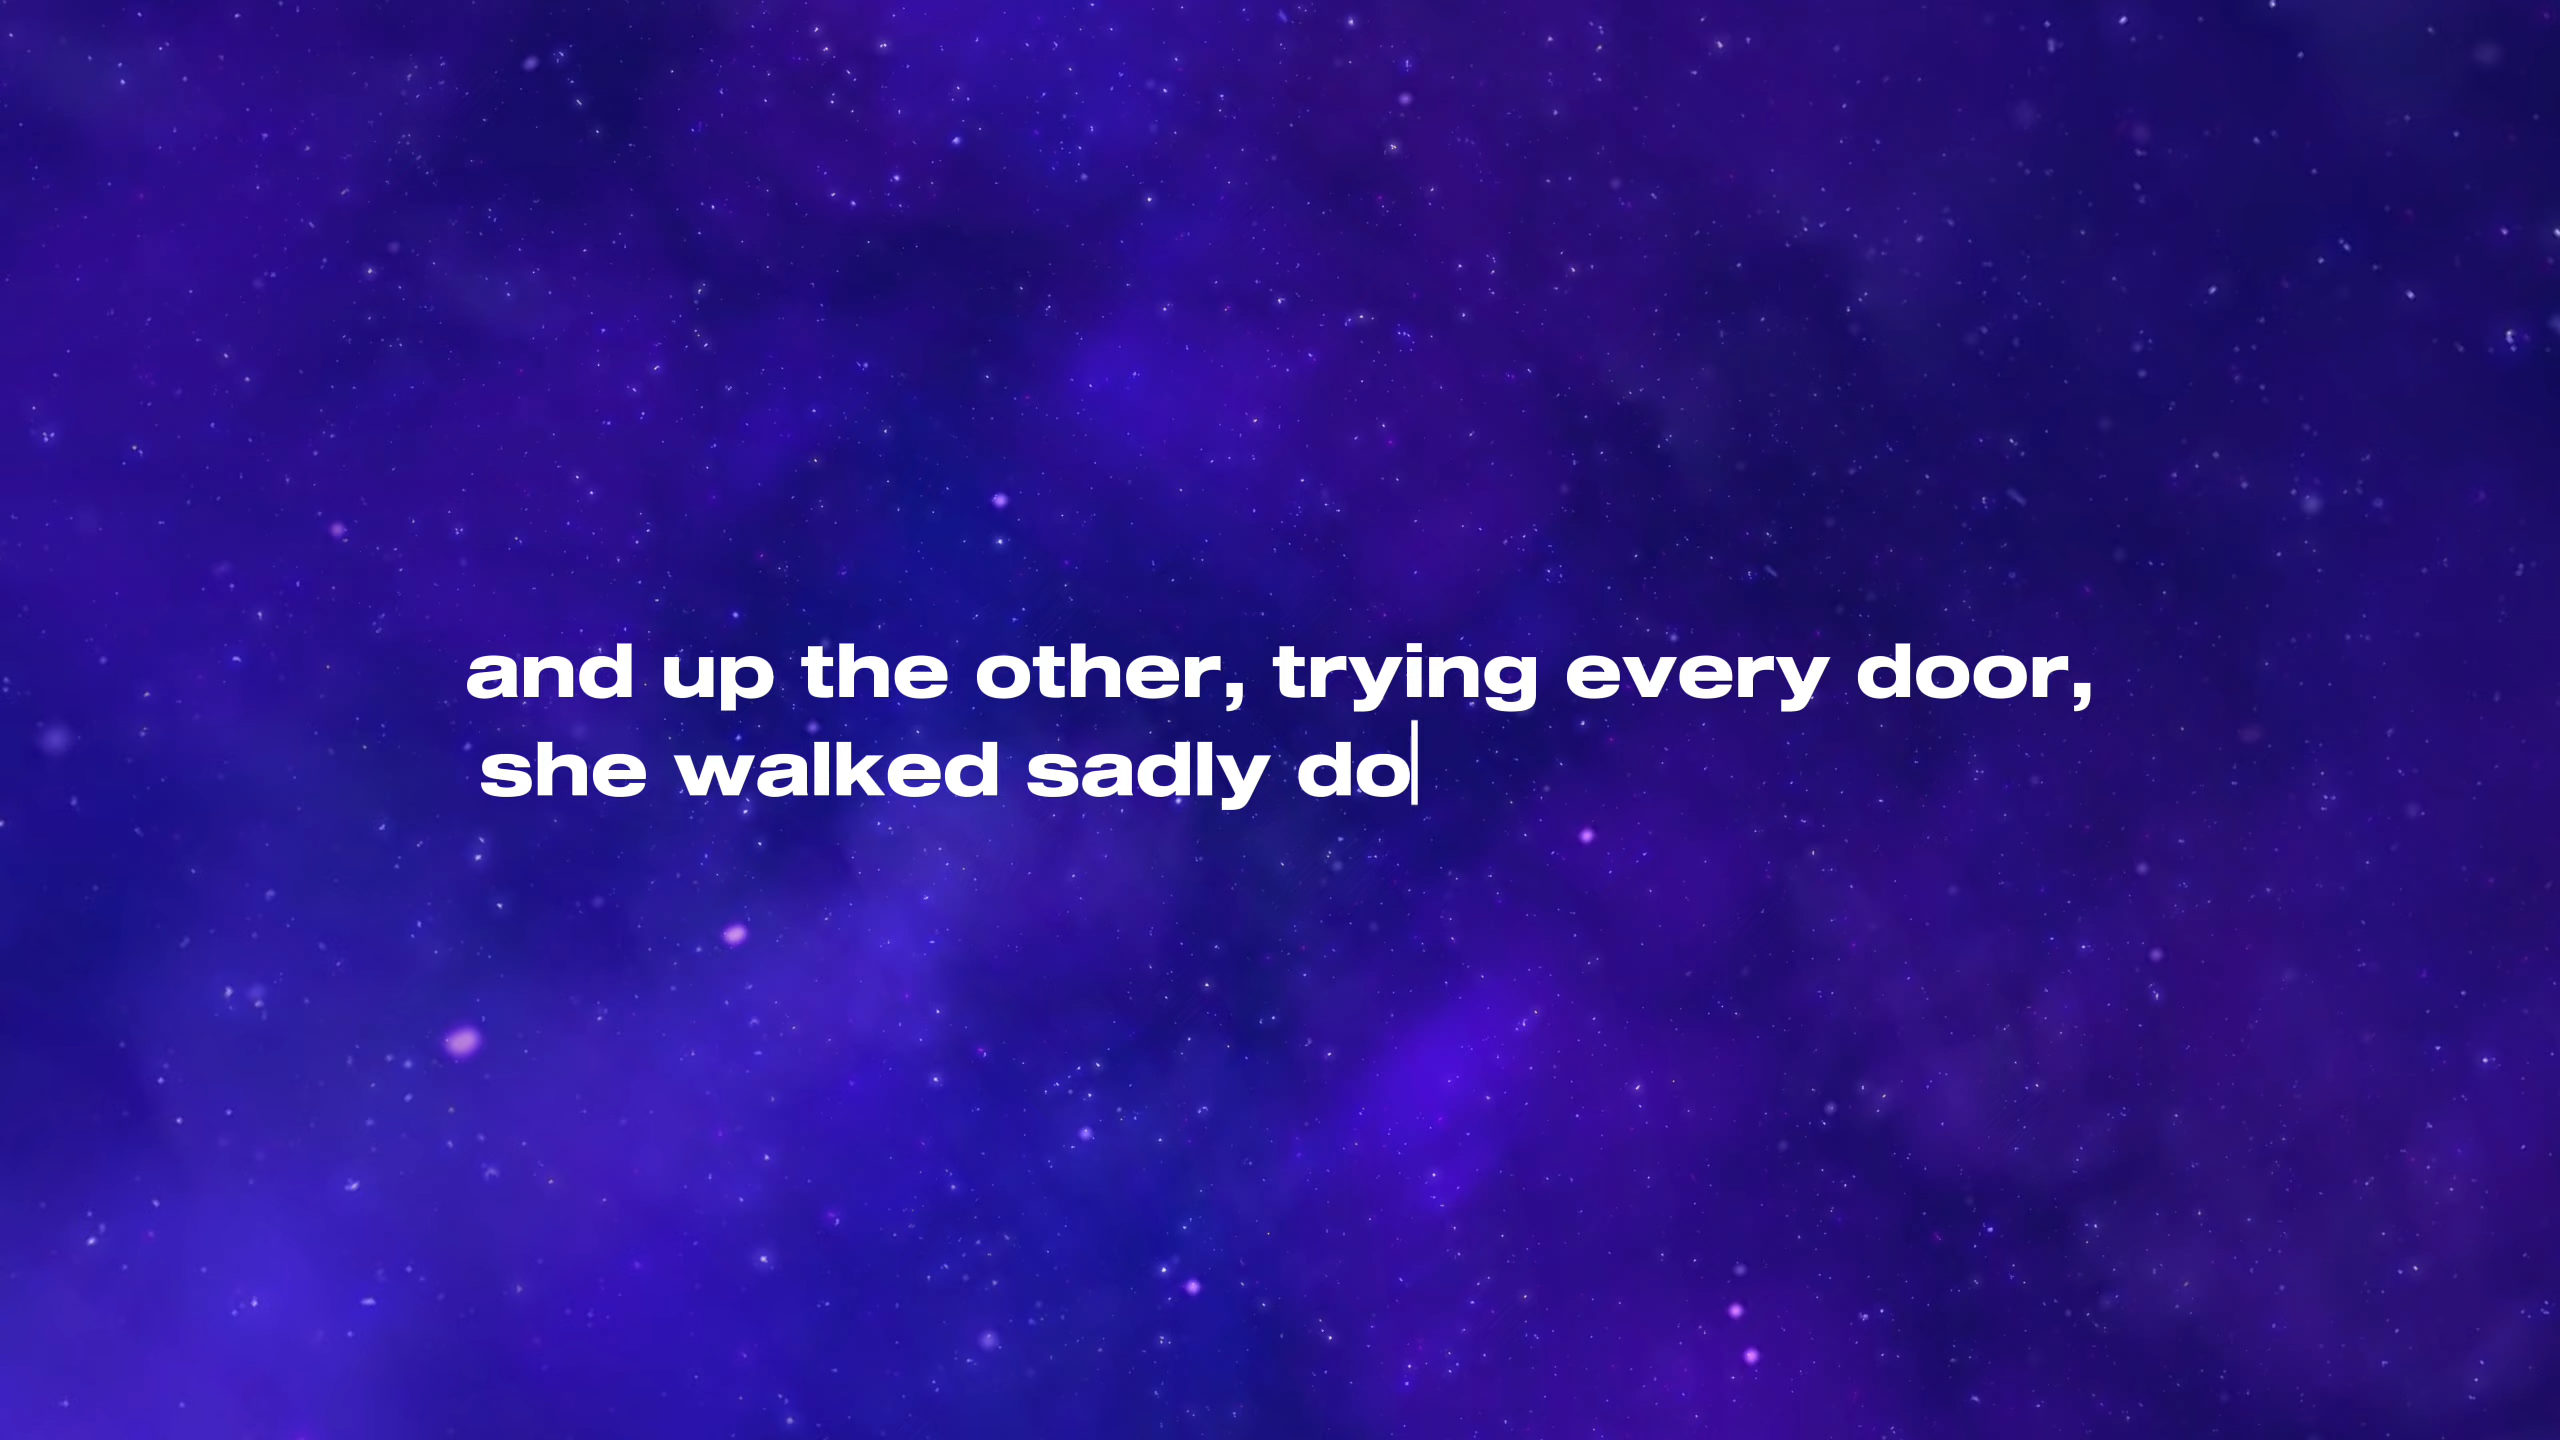 and up the other, trying every door,
she walked sadly do